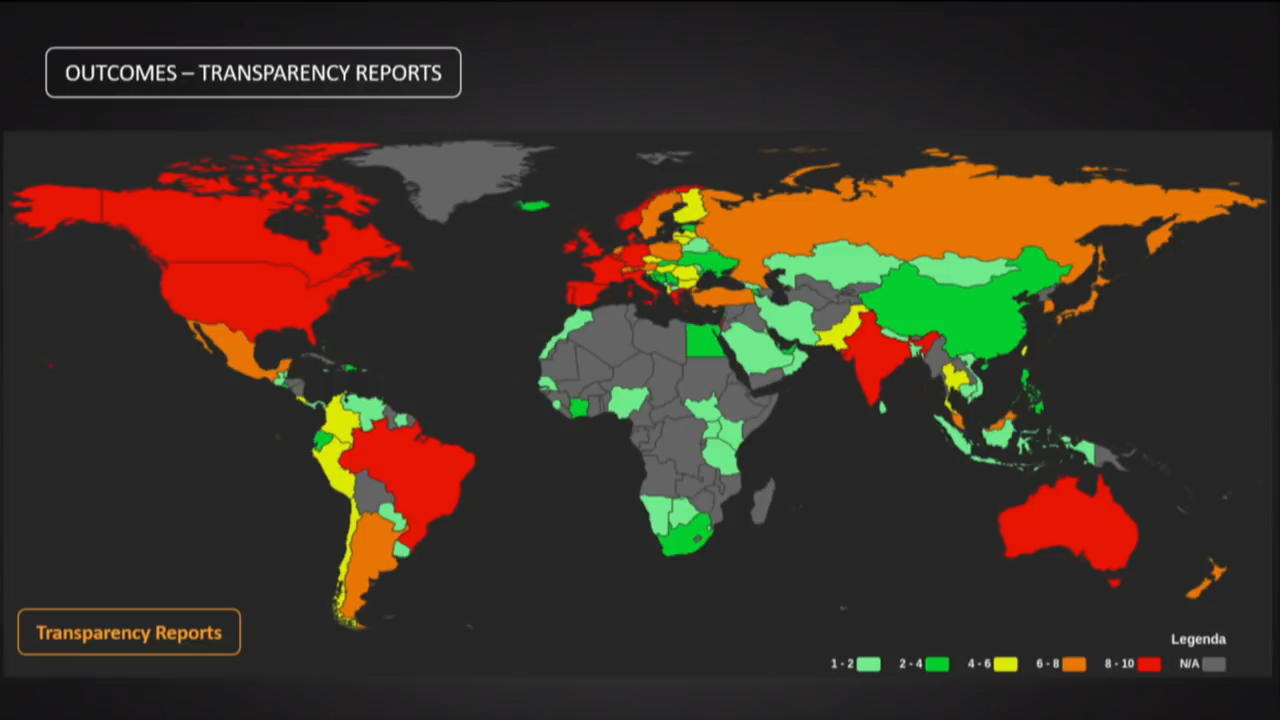 OUTCOMES – TRANSPARENCY REPORTS
Transparency Reports
Legenda
1 - 2 2 - 4 4 - 6 6 - 8 8 - 10 N/A